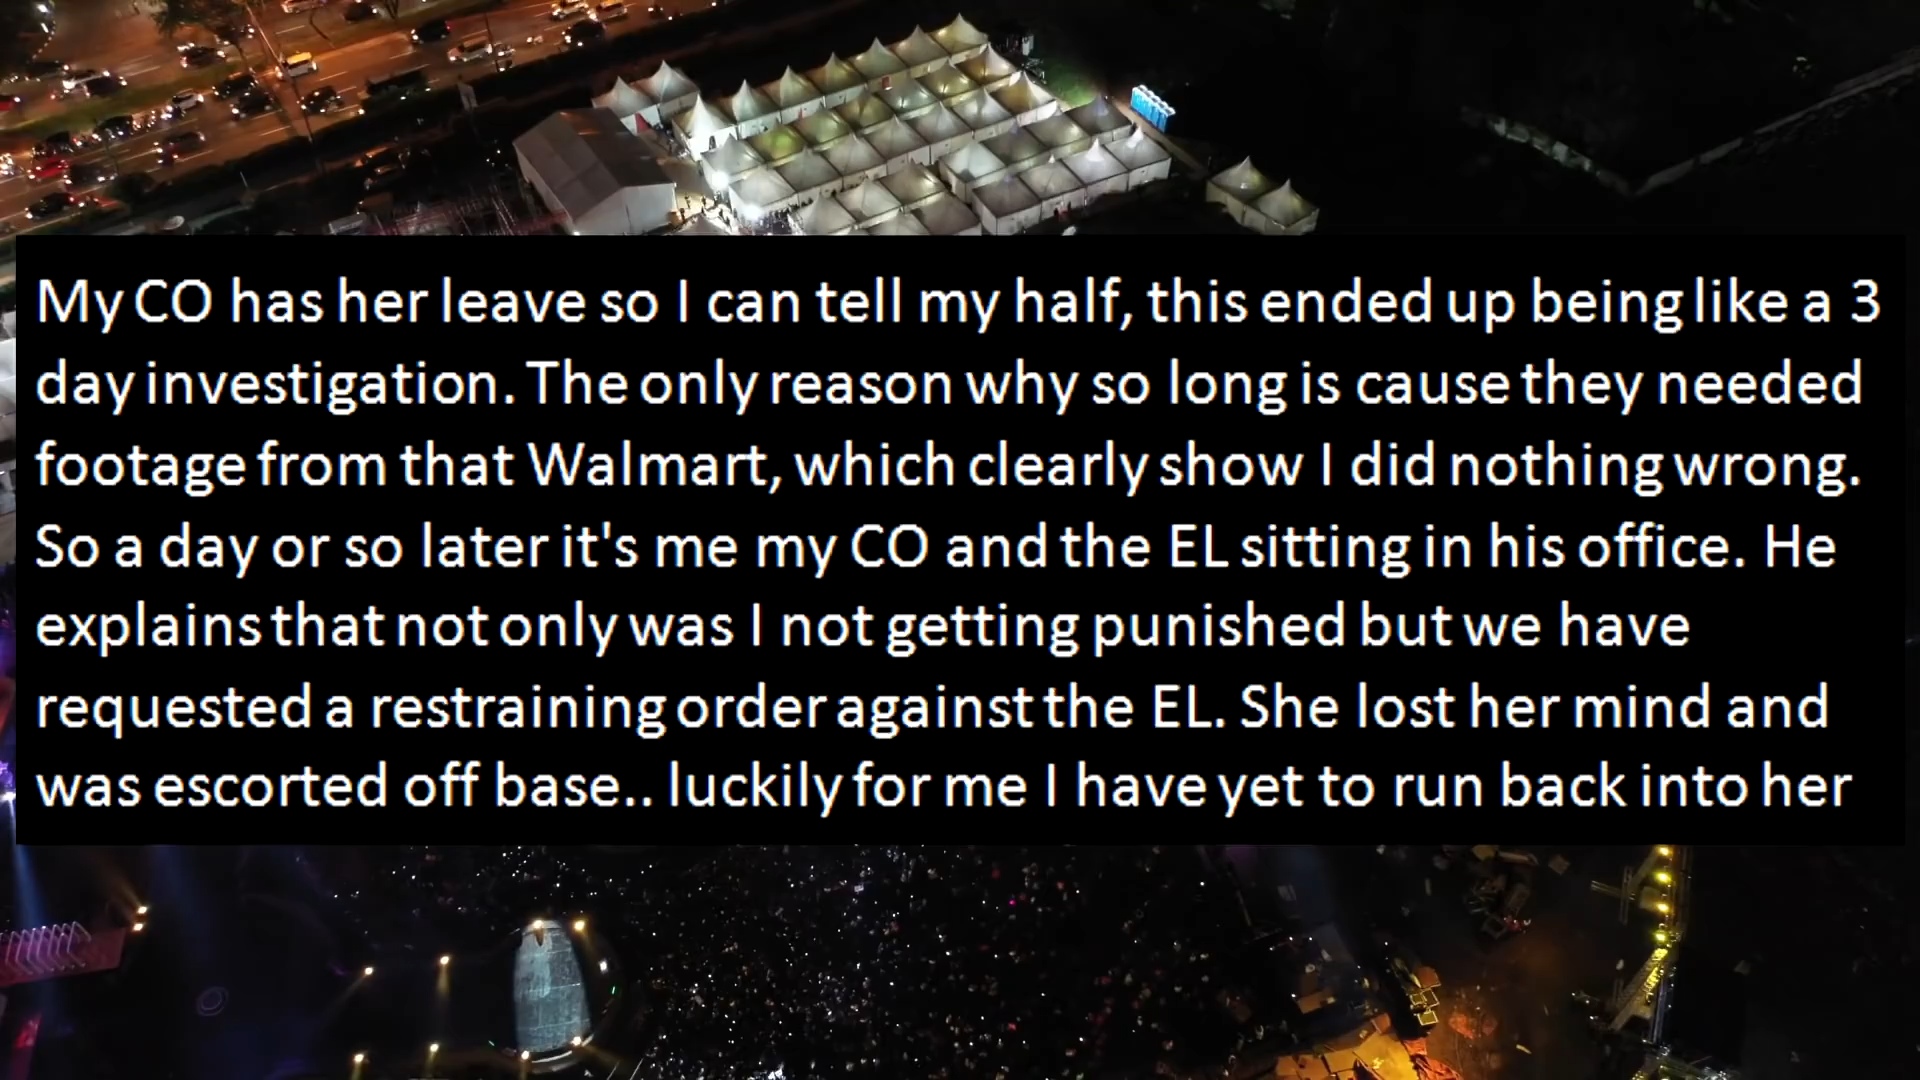 My CO has her leave so I can tell my half, this ended up being like a 3
day investigation. The only reason why so long is cause they needed
footage from that Walmart, which clearly show I did nothing wrong.
So a day or so later it's me my CO and the EL sitting in his office. He
explains that not only was I not getting punished but we have
requested a restraining order against the EL. She lost her mind and
was escorted off base.. luckily for me I have yet to run back into her